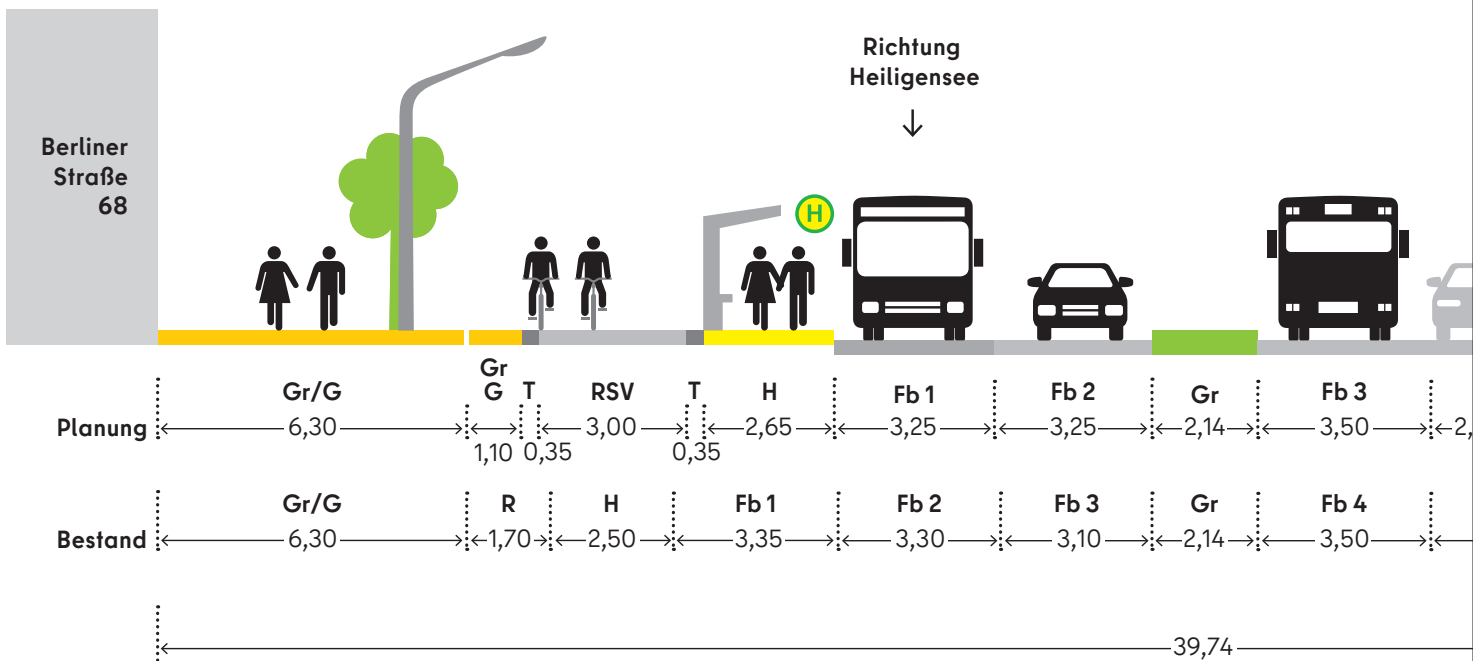 Richtung
Heiligensee
Berliner
Straße
68
H
Gr/G Gr G T RSV T H Fb 1 Fb 2 Gr Fb 3
Planung 6,30 1,10 0,35 3,00 0,35 2,65 3,25 3,25 2,14 3,50 2,
Gr/G R H Fb 1 Fb 2 Fb 3 Gr Fb 4
Bestand 6,30 1,70 2,50 3,35 3,30 3,10 2,14 3,50
39,74